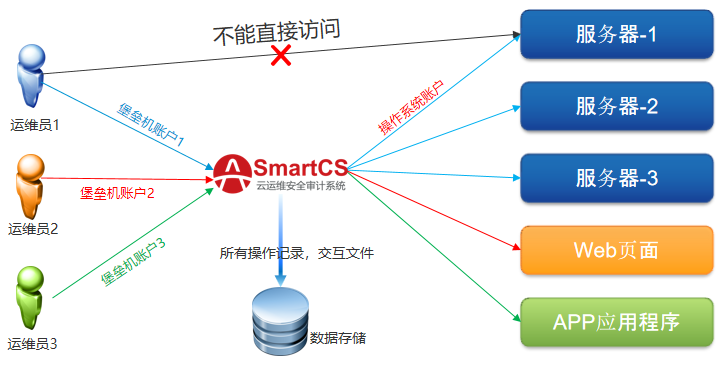 不能直接访问
服务器-1
运维员1
堡垒机账户1
操作系统账户
服务器-2
SmartCS
云运维安全审计系统
服务器-3
堡垒机账户2
运维员2
堡垒机账户3
Web页面
所有操作记录，交互文件
APP应用程序
运维员3
数据存储